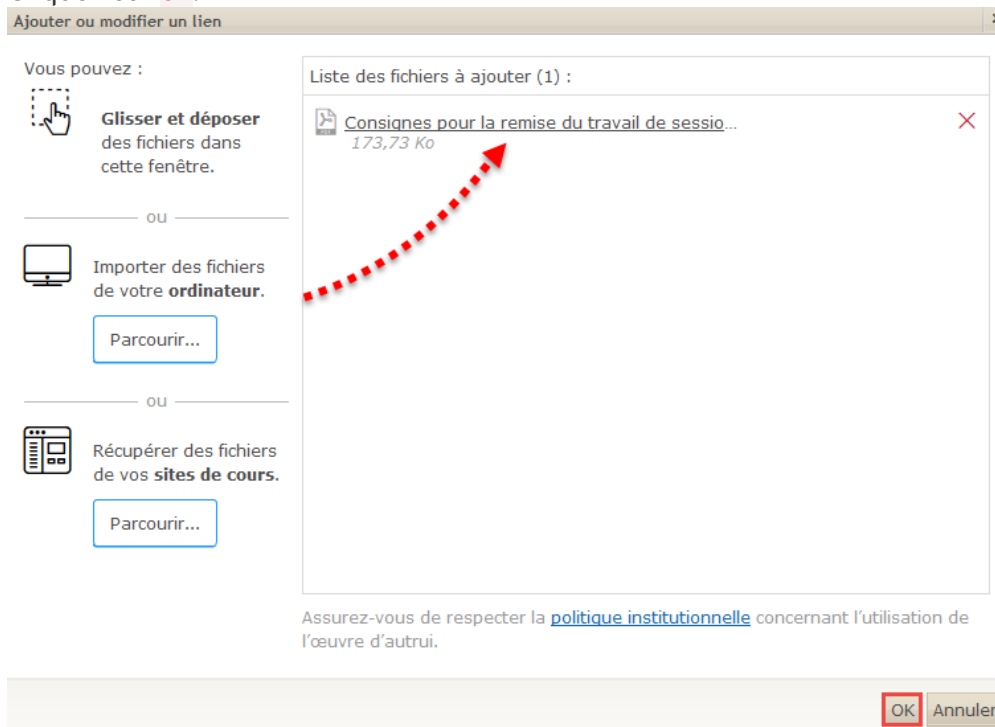 Ajouter ou modifier un lien
Vous pouvez :
Glisser et déposer
des fichiers dans
cette fenêtre.
ou
Importer des fichiers
de votre ordinateur.
Parcourir...
ou
Récupérer des fichiers
de vos sites de cours.
Parcourir...
Liste des fichiers à ajouter (1) :
PDF
Consignes pour la remise du travail de sessio...
173,73 Ko
Assurez-vous de respecter la politique institutionnelle concernant l'utilisation de
l'œuvre d'autrui.
OK
Annuler